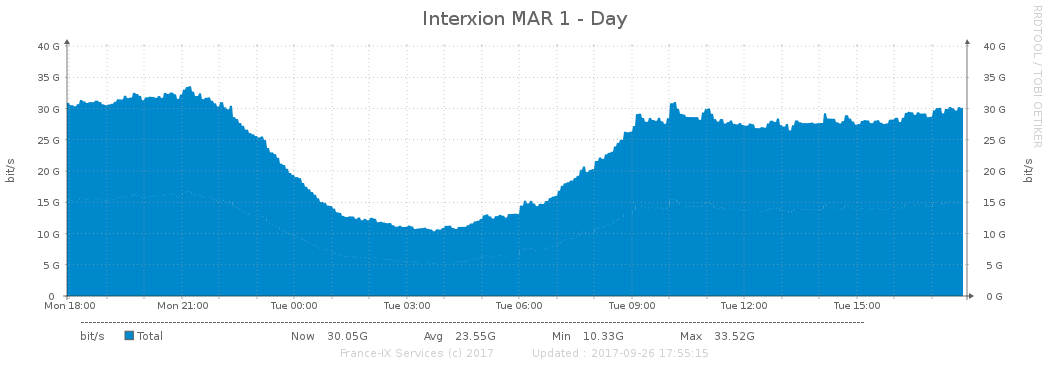 Interxion MAR 1 - Day
RRDTOOL / TOBI OETIKER
40 G 40 G
35 G 35 G
30 G 30 G
25 G 25 G
20 G 20 G
15 G 15 G
10 G 10 G
5 G 5 G
0 0 G
bit/s bit/s
Mon 18:00 Mon 21:00 Tue 00:00 Tue 03:00 Tue 06:00 Tue 09:00 Tue 12:00 Tue 15:00
bit/s Total Now 30.05G Avg 23.55G Min 10.33G Max 33.52G
France-IX Services (c) 2017 Updated : 2017-09-26 17:55:15